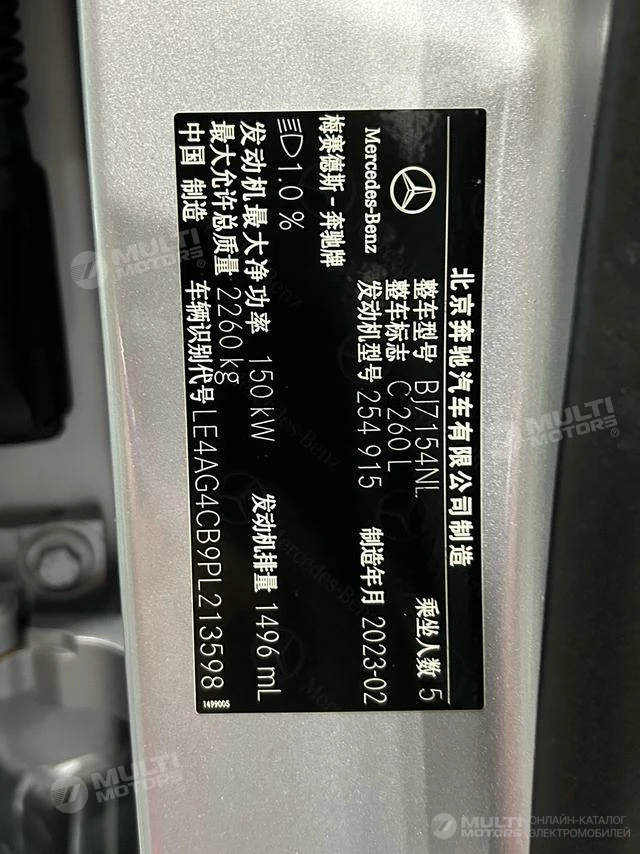 北京奔驰汽车有限公司制造
Mercedes-Benz
梅赛德斯-奔驰牌
整车型号 BJ7154NL 乘坐人数 5
整车标志 C 260 L
发动机型号 254 915 制造年月 2023-02
1.0 %
发动机最大净功率 150 kW 发动机排量 1496 mL
最大允许总质量 2260 kg
中国 制造 车辆识别代号 LE4AG4CB9PL213598
1499005
MULTI MOTORS®
MULTI MOTORS®
MULTI MOTORS
MULTI MOTORS ОНЛАЙН-КАТАЛОГ ЭЛЕКТРОМОБИЛЕЙ